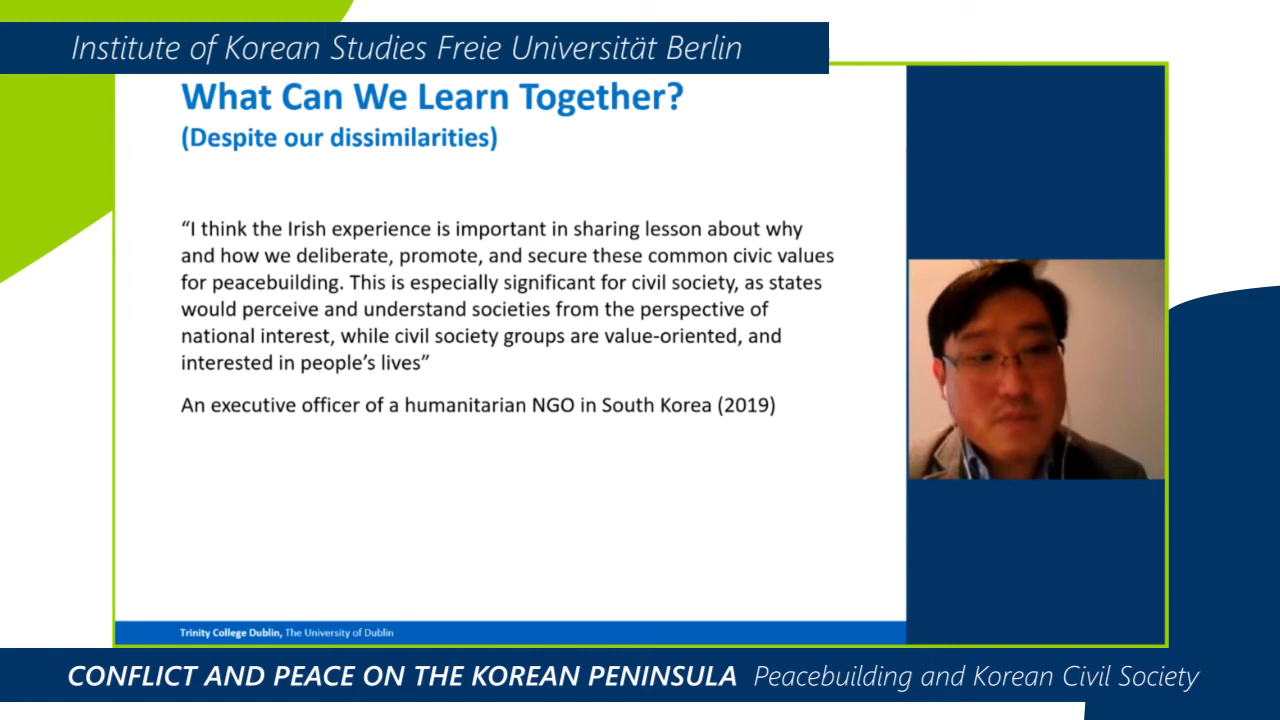 Institute of Korean Studies Freie Universität Berlin
What Can We Learn Together?
(Despite our dissimilarities)
“I think the Irish experience is important in sharing lesson about why
and how we deliberate, promote, and secure these common civic values
for peacebuilding. This is especially significant for civil society, as states
would perceive and understand societies from the perspective of
national interest, while civil society groups are value-oriented, and
interested in people’s lives”
An executive officer of a humanitarian NGO in South Korea (2019)
Trinity College Dublin, The University of Dublin
CONFLICT AND PEACE ON THE KOREAN PENINSULA Peacebuilding and Korean Civil Society